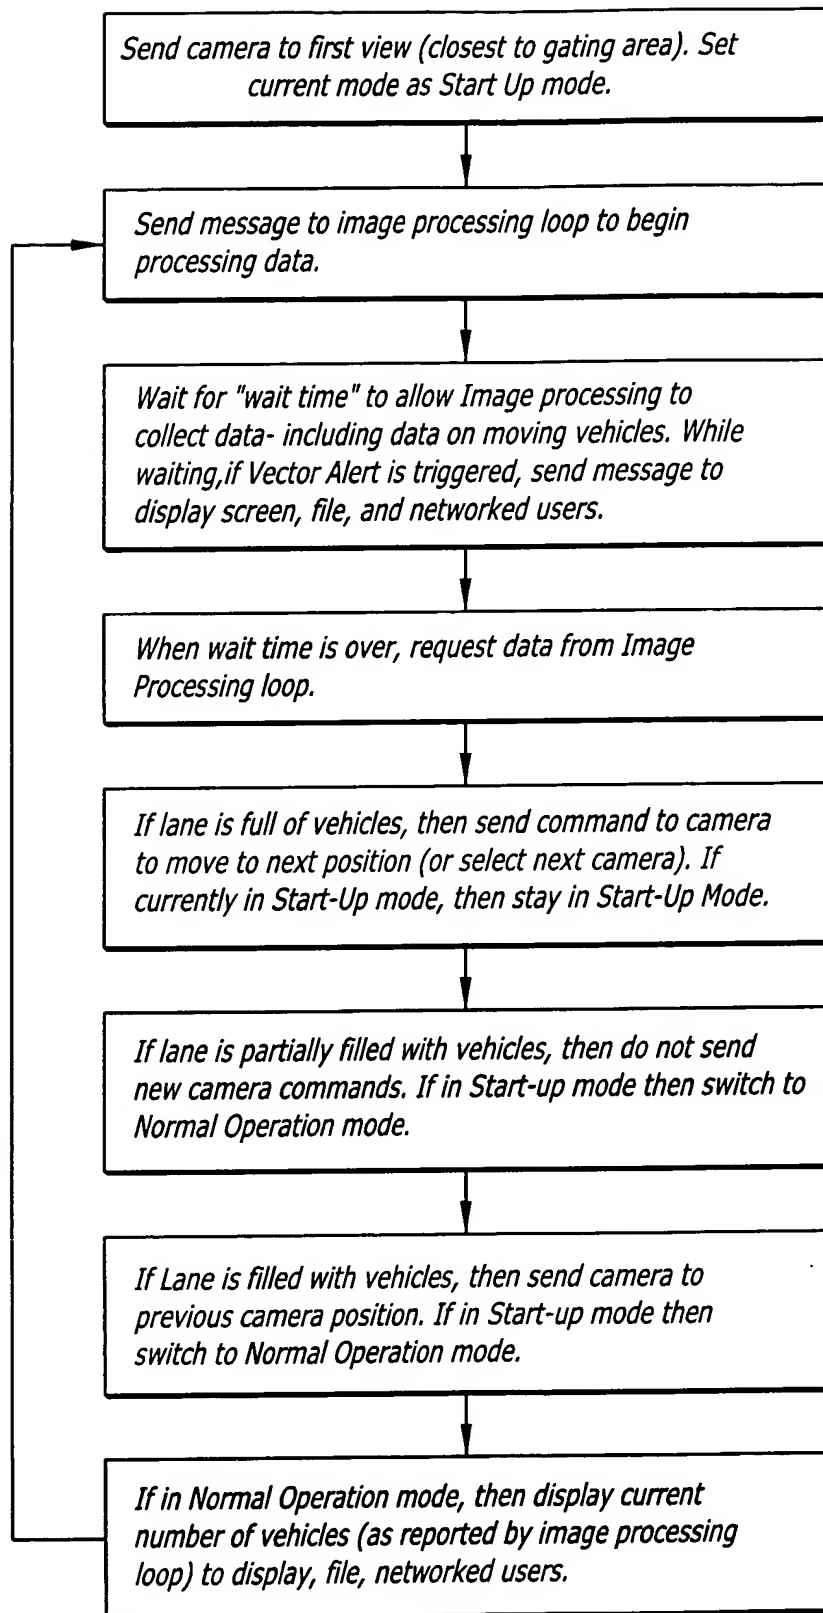 Send camera to first view (closest to gating area). Set
current mode as Start Up mode.
Send message to image processing loop to begin
processing data.
Wait for "wait time" to allow Image processing to
collect data- including data on moving vehicles. While
waiting,if Vector Alert is triggered, send message to
display screen, file, and networked users.
When wait time is over, request data from Image
Processing loop.
If lane is full of vehicles, then send command to camera
to move to next position (or select next camera). If
currently in Start-Up mode, then stay in Start-Up Mode.
If lane is partially filled with vehicles, then do not send
new camera commands. If in Start-up mode then switch to
Normal Operation mode.
If Lane is filled with vehicles, then send camera to
previous camera position. If in Start-up mode then
switch to Normal Operation mode.
If in Normal Operation mode, then display current
number of vehicles (as reported by image processing
loop) to display, file, networked users.